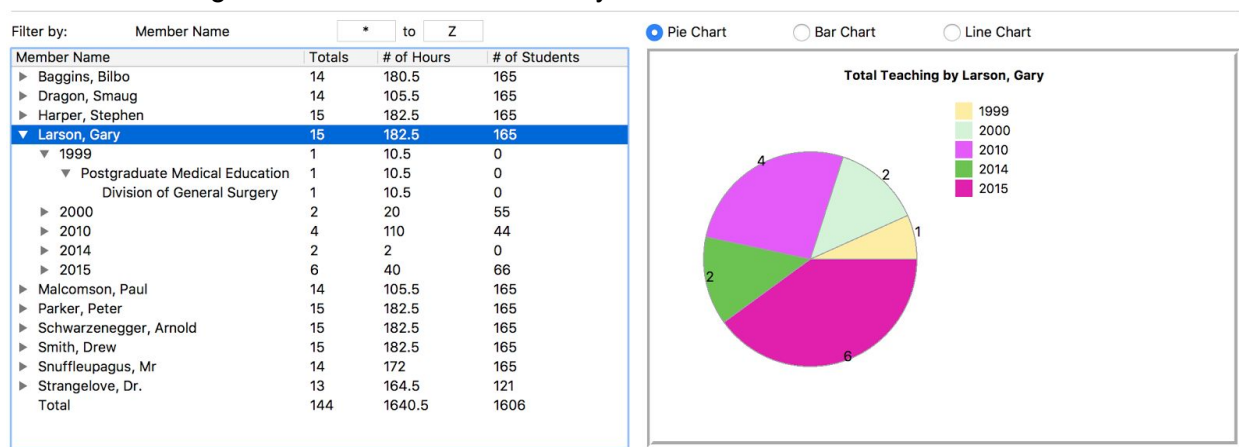 Filter by: Member Name * to Z
Member Name Totals # of Hours # of Students
Baggins, Bilbo 14 180.5 165
Dragon, Smaug 14 105.5 165
Harper, Stephen 15 182.5 165
Larson, Gary 15 182.5 165
1999 1 10.5 0
Postgraduate Medical Education 1 10.5 0
Division of General Surgery 1 10.5 0
2000 2 20 55
2010 4 110 44
2014 2 2 0
2015 6 40 66
Malcomson, Paul 14 105.5 165
Parker, Peter 15 182.5 165
Schwarzenegger, Arnold 15 182.5 165
Smith, Drew 15 182.5 165
Snuffleupagus, Mr 14 172 165
Strangelove, Dr. 13 164.5 121
Total 144 1640.5 1606
Pie Chart Bar Chart Line Chart
Total Teaching by Larson, Gary
1999
2000
2010
2014
2015
4
2
1
2
6